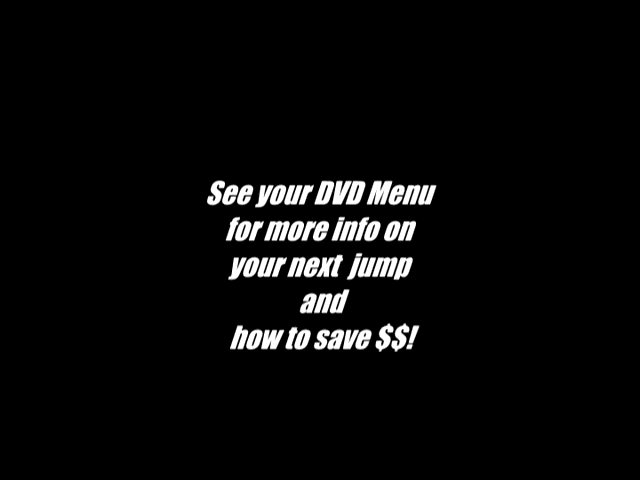 See your DVD Menu
for more info on
your next jump
and
how to save $$!